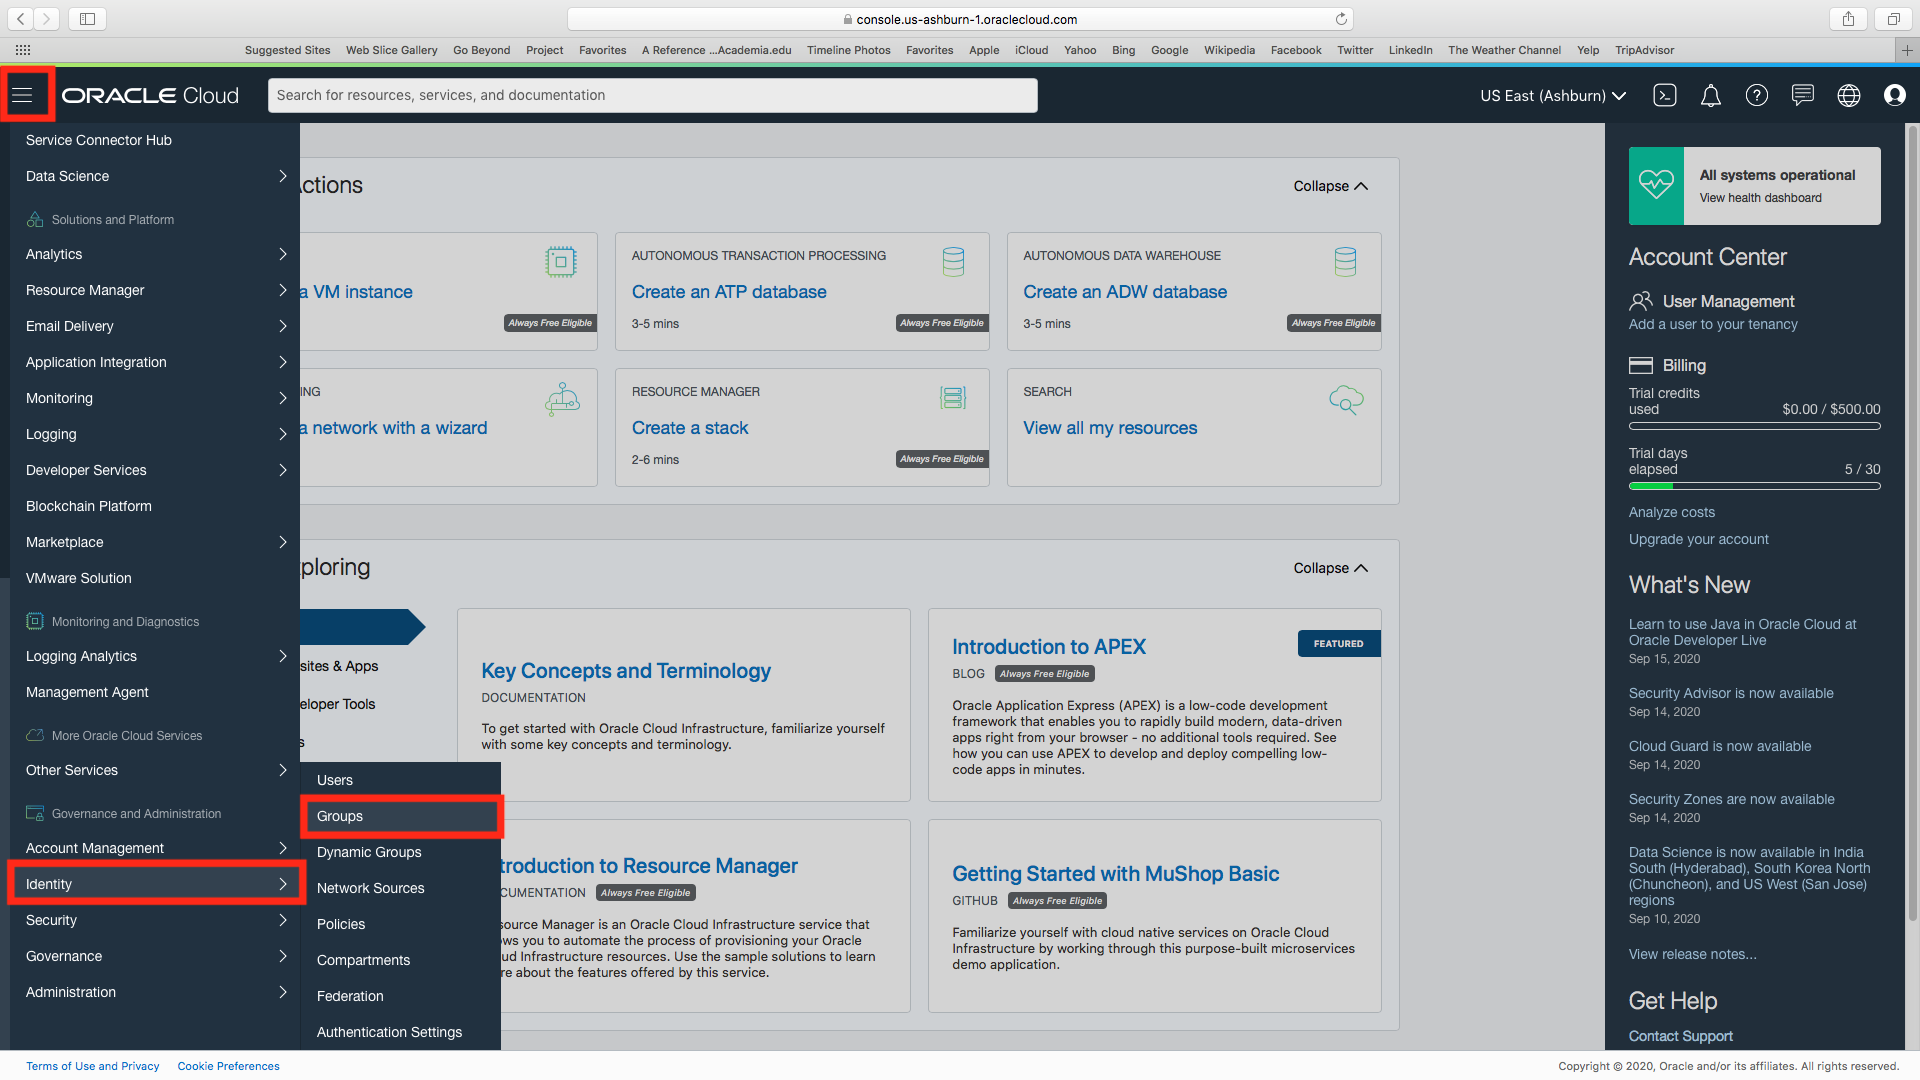 console.us-ashburn-1.oraclecloud.com
Suggested Sites Web Slice Gallery Go Beyond Project Favorites A Reference ...Academia.edu Timeline Photos Favorites Apple iCloud Yahoo Bing Google Wikipedia Facebook Twitter LinkedIn The Weather Channel Yelp TripAdvisor
ORACLE Cloud
Search for resources, services, and documentation
US East (Ashburn)
Service Connector Hub
Data Science
Solutions and Platform
Analytics
Resource Manager
Email Delivery
Application Integration
Monitoring
Logging
Developer Services
Blockchain Platform
Marketplace
VMware Solution
Monitoring and Diagnostics
Logging Analytics
Management Agent
More Oracle Cloud Services
Other Services
Governance and Administration
Account Management
Identity
Security
Governance
Administration
Users
Groups
Dynamic Groups
Network Sources
Policies
Compartments
Federation
Authentication Settings
ctions
Collapse
a VM instance
Always Free Eligible
AUTONOMOUS TRANSACTION PROCESSING
Create an ATP database
3-5 mins
Always Free Eligible
AUTONOMOUS DATA WAREHOUSE
Create an ADW database
3-5 mins
Always Free Eligible
ING
a network with a wizard
RESOURCE MANAGER
Create a stack
2-6 mins
Always Free Eligible
SEARCH
View all my resources
ploring
Collapse
sites & Apps
eloper Tools
s
Key Concepts and Terminology
DOCUMENTATION
To get started with Oracle Cloud Infrastructure, familiarize yourself
with some key concepts and terminology.
Introduction to APEX
FEATURED
BLOG Always Free Eligible
Oracle Application Express (APEX) is a low-code development
framework that enables you to rapidly build modern, data-driven
apps right from your browser - no additional tools required. See
how you can use APEX to develop and deploy compelling low-
code apps in minutes.
troduction to Resource Manager
CUMENTATION Always Free Eligible
source Manager is an Oracle Cloud Infrastructure service that
ws you to automate the process of provisioning your Oracle
ud Infrastructure resources. Use the sample solutions to learn
re about the features offered by this service.
Getting Started with MuShop Basic
GITHUB Always Free Eligible
Familiarize yourself with cloud native services on Oracle Cloud
Infrastructure by working through this purpose-built microservices
demo application.
All systems operational
View health dashboard
Account Center
User Management
Add a user to your tenancy
Billing
Trial credits
used $0.00 / $500.00
Trial days
elapsed 5 / 30
Analyze costs
Upgrade your account
What's New
Learn to use Java in Oracle Cloud at
Oracle Developer Live
Sep 15, 2020
Security Advisor is now available
Sep 14, 2020
Cloud Guard is now available
Sep 14, 2020
Security Zones are now available
Sep 14, 2020
Data Science is now available in India
South (Hyderabad), South Korea North
(Chuncheon), and US West (San Jose)
regions
Sep 10, 2020
View release notes...
Get Help
Contact Support
Terms of Use and Privacy Cookie Preferences
Copyright © 2020, Oracle and/or its affiliates. All rights reserved.